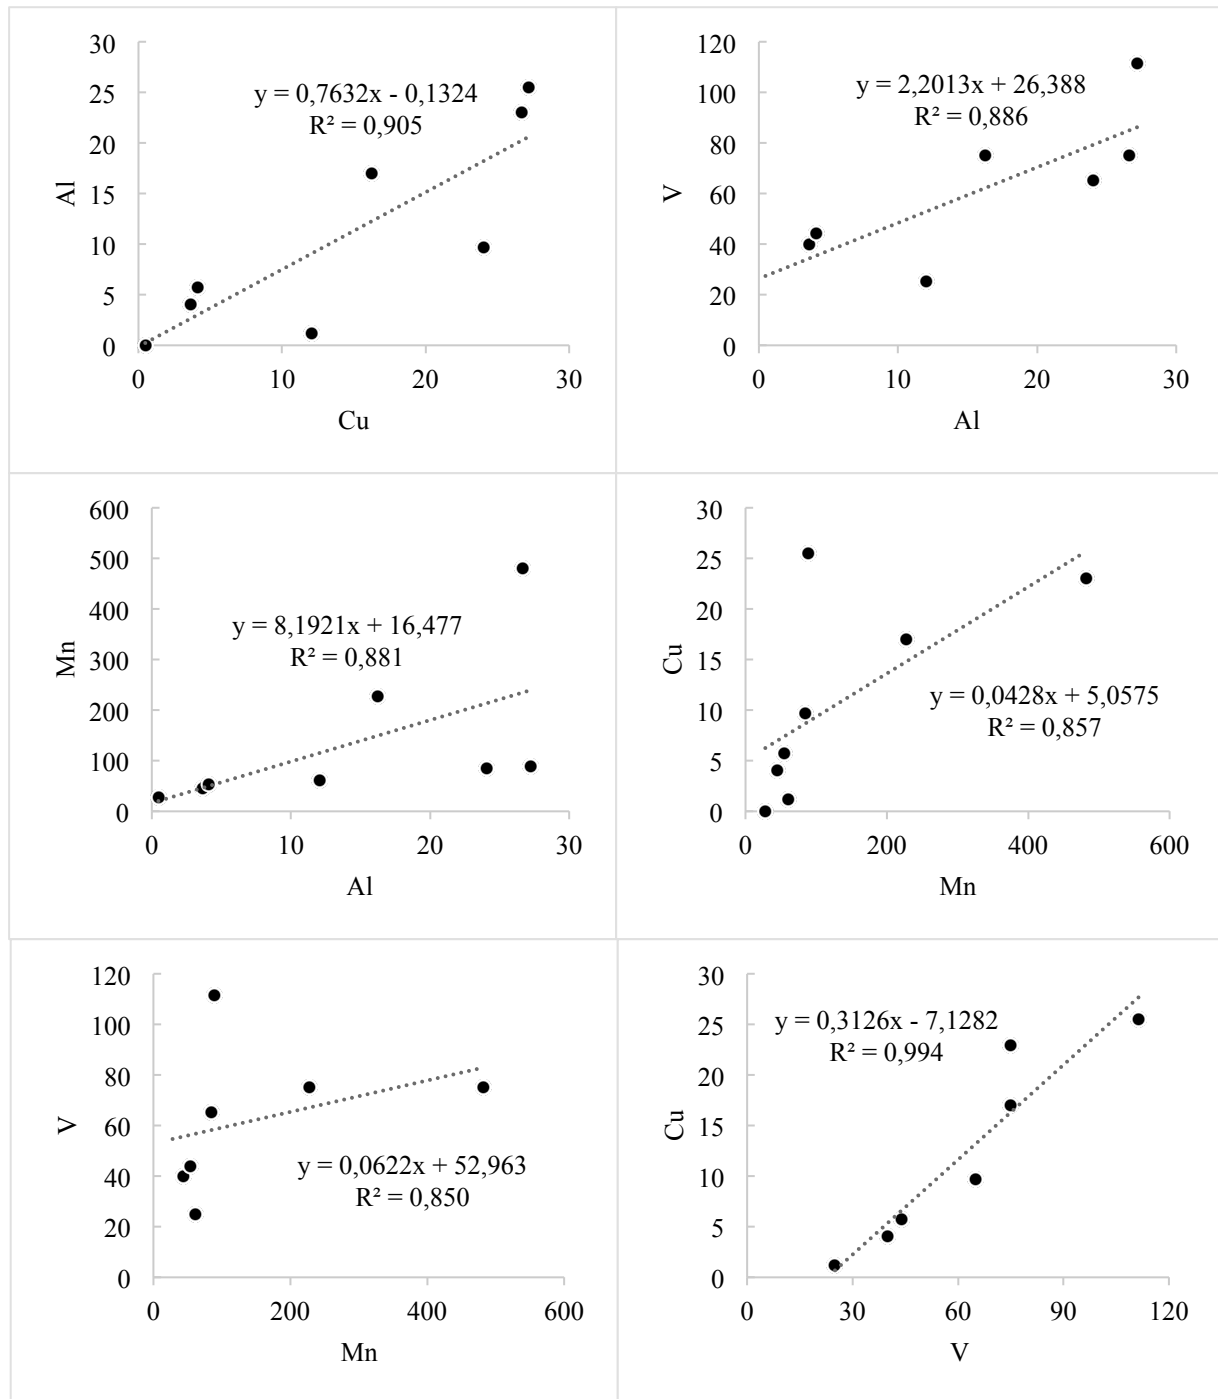 30
25
20
15
10
5
0
0 10 20 30
Al
Cu
y = 0,7632x - 0,1324
R² = 0,905
120
100
80
60
40
20
0
0 10 20 30
V
Al
y = 2,2013x + 26,388
R² = 0,886
600
500
400
300
200
100
0
0 10 20 30
Mn
Al
y = 8,1921x + 16,477
R² = 0,881
30
25
20
15
10
5
0
0 200 400 600
Cu
Mn
y = 0,0428x + 5,0575
R² = 0,857
120
100
80
60
40
20
0
0 200 400 600
V
Mn
y = 0,0622x + 52,963
R² = 0,850
30
25
20
15
10
5
0
0 30 60 90 120
Cu
V
y = 0,3126x - 7,1282
R² = 0,994